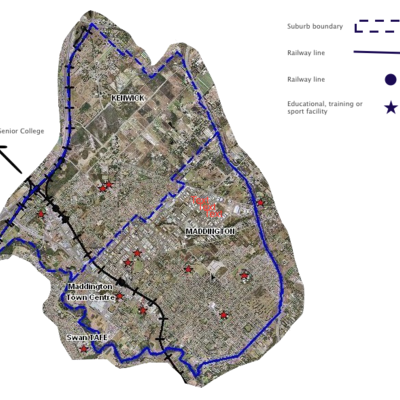 Suburb boundary
Railway line
Railway line
Educational, training or
sport facility
KENWICK
Senior College
MADDINGTON
Maddington
Town Centre
Swan TAFE